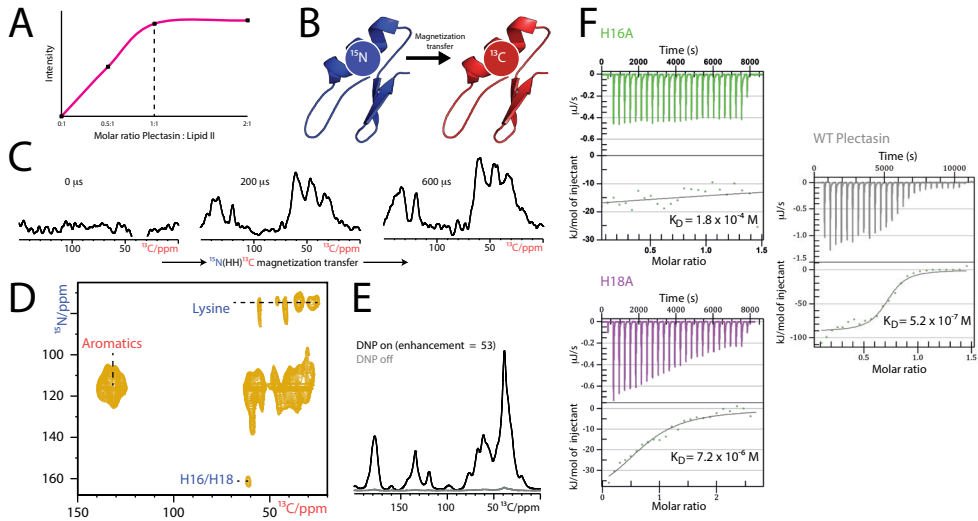 A
Intensity
0:1
0.5:1
1:1
2:1
Molar ratio Plectasin : Lipid II
B
15N
Magnetization
transfer
13C
C
0 µs
200 µs
600 µs
100
50
13C/ppm
100
50
13C/ppm
100
50
13C/ppm
15N(HH)13C magnetization transfer
D
15N/ppm
Lysine
Aromatics
H16/H18
100
120
140
160
150
100
50
13C/ppm
E
DNP on (enhancement = 53)
DNP off
150
100
50
13C/ppm
F
H16A
Time (s)
0 2000 4000 6000 8000
µJ/s
0
-0.2
-0.4
-0.6
kJ/mol of injectant
0
-10
-20
-30
KD = 1.8 x 10-4 M
0.1 0.5 1.0 1.5
Molar ratio
H18A
Time (s)
0 2000 4000 6000 8000
µJ/s
0
-0.2
-0.4
-0.6
kJ/mol of injectant
0
-10
-20
-30
KD = 7.2 x 10-6 M
0 1 2
Molar ratio
WT Plectasin
Time (s)
0 5000 10000
µJ/s
0
-0.5
-1.0
-1.5
kJ/mol of injectant
0
-50
-100
KD = 5.2 x 10-7 M
0.5 1.0 1.5
Molar ratio